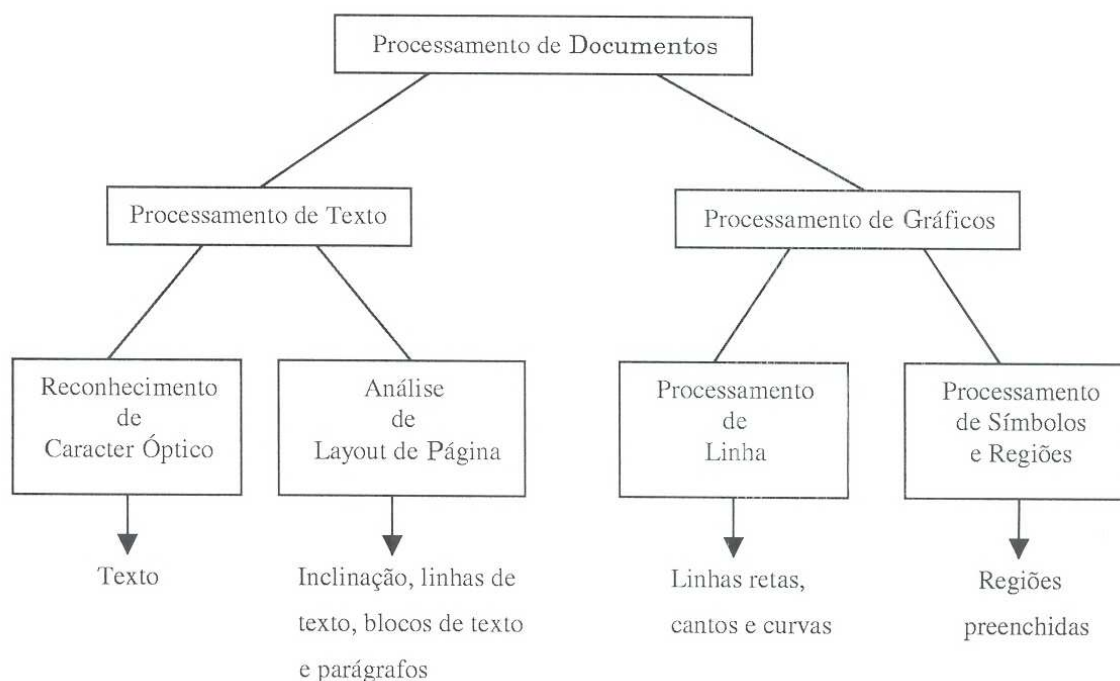 Processamento de Documentos
Processamento de Texto
Processamento de Gráficos
Reconhecimento
de
Caracter Óptico
Análise
de
Layout de Página
Processamento
de
Linha
Processamento
de Símbolos
e Regiões
Texto
Inclinação, linhas de
texto, blocos de texto
e parágrafos
Linhas retas,
cantos e curvas
Regiões
preenchidas